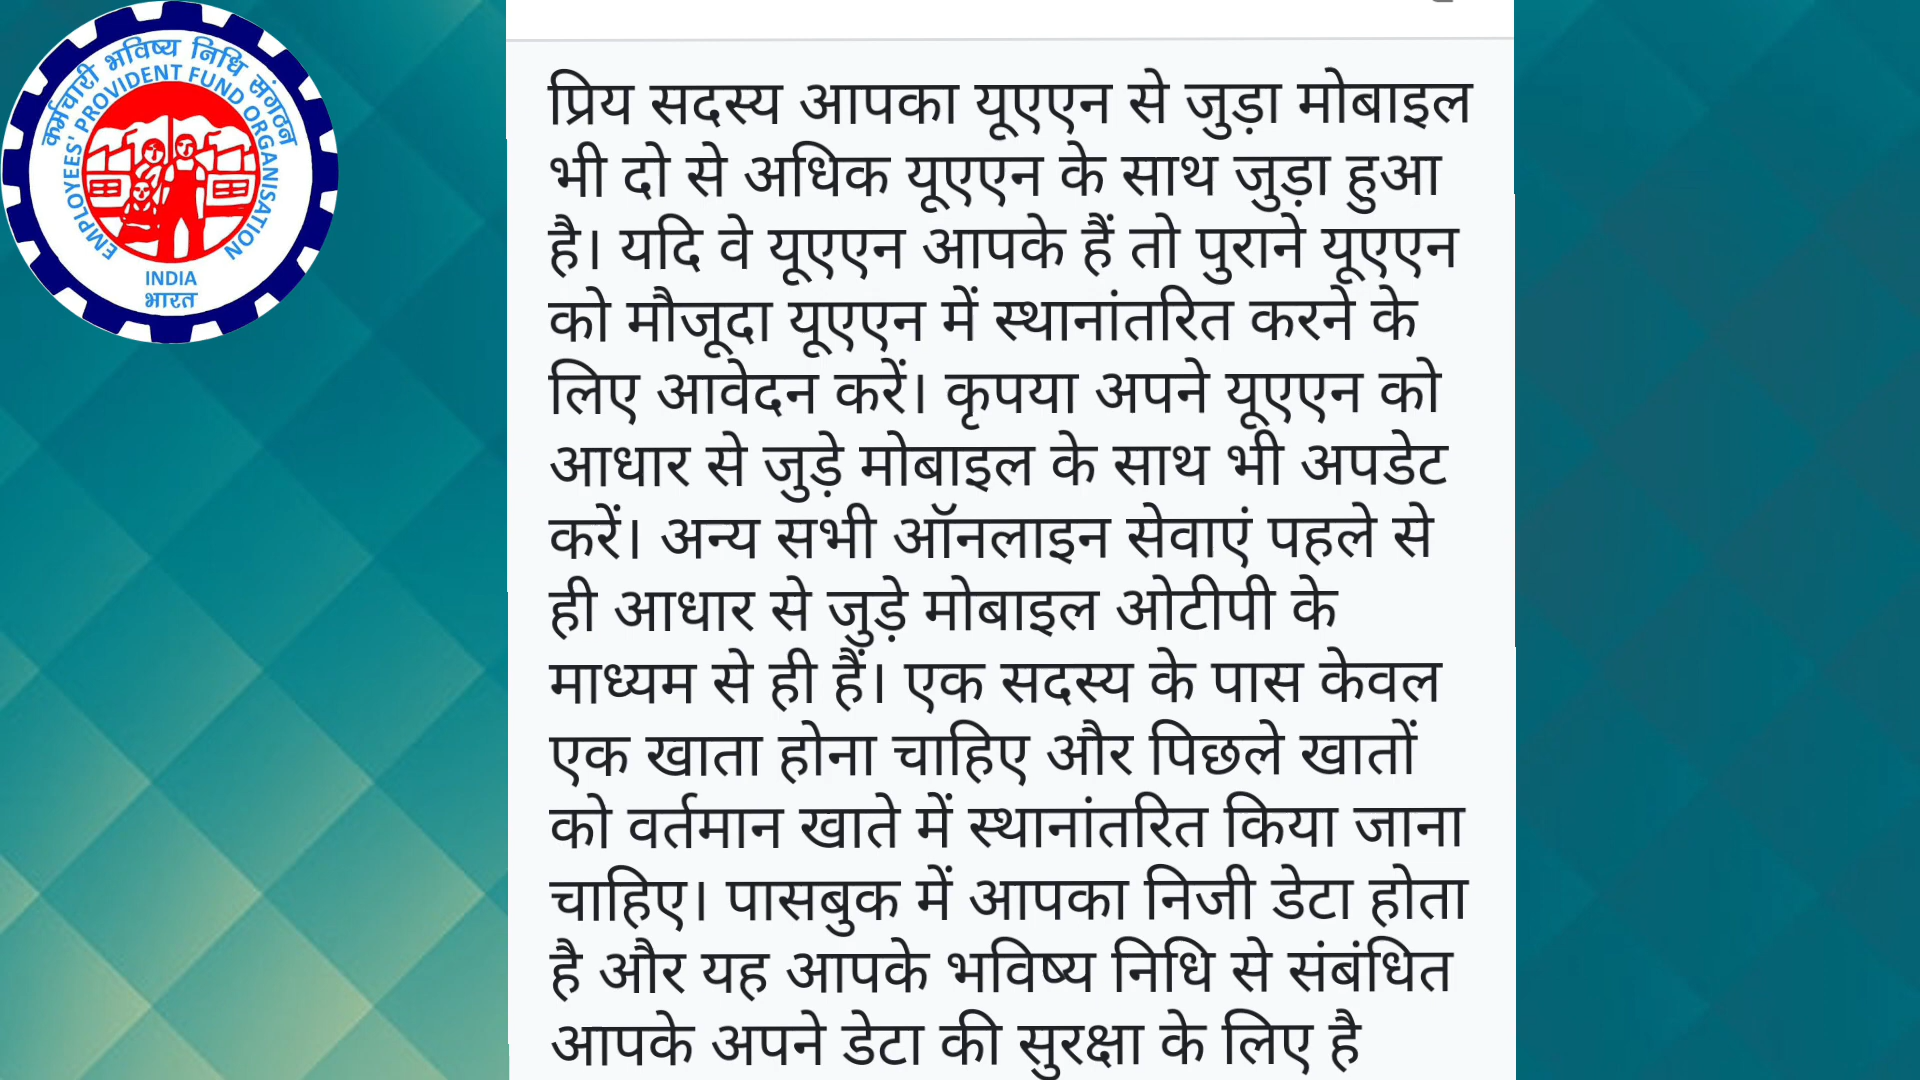 कर्मचारी भविष्य निधि संगठन
EMPLOYEES' PROVIDENT FUND ORGANISATION
INDIA
भारत
प्रिय सदस्य आपका यूएएन से जुड़ा मोबाइल
भी दो से अधिक यूएएन के साथ जुड़ा हुआ
है। यदि वे यूएएन आपके हैं तो पुराने यूएएन
को मौजूदा यूएएन में स्थानांतरित करने के
लिए आवेदन करें। कृपया अपने यूएएन को
आधार से जुड़े मोबाइल के साथ भी अपडेट
करें। अन्य सभी ऑनलाइन सेवाएं पहले से
ही आधार से जुड़े मोबाइल ओटीपी के
माध्यम से ही हैं। एक सदस्य के पास केवल
एक खाता होना चाहिए और पिछले खातों
को वर्तमान खाते में स्थानांतरित किया जाना
चाहिए। पासबुक में आपका निजी डेटा होता
है और यह आपके भविष्य निधि से संबंधित
आपके अपने डेटा की सुरक्षा के लिए है